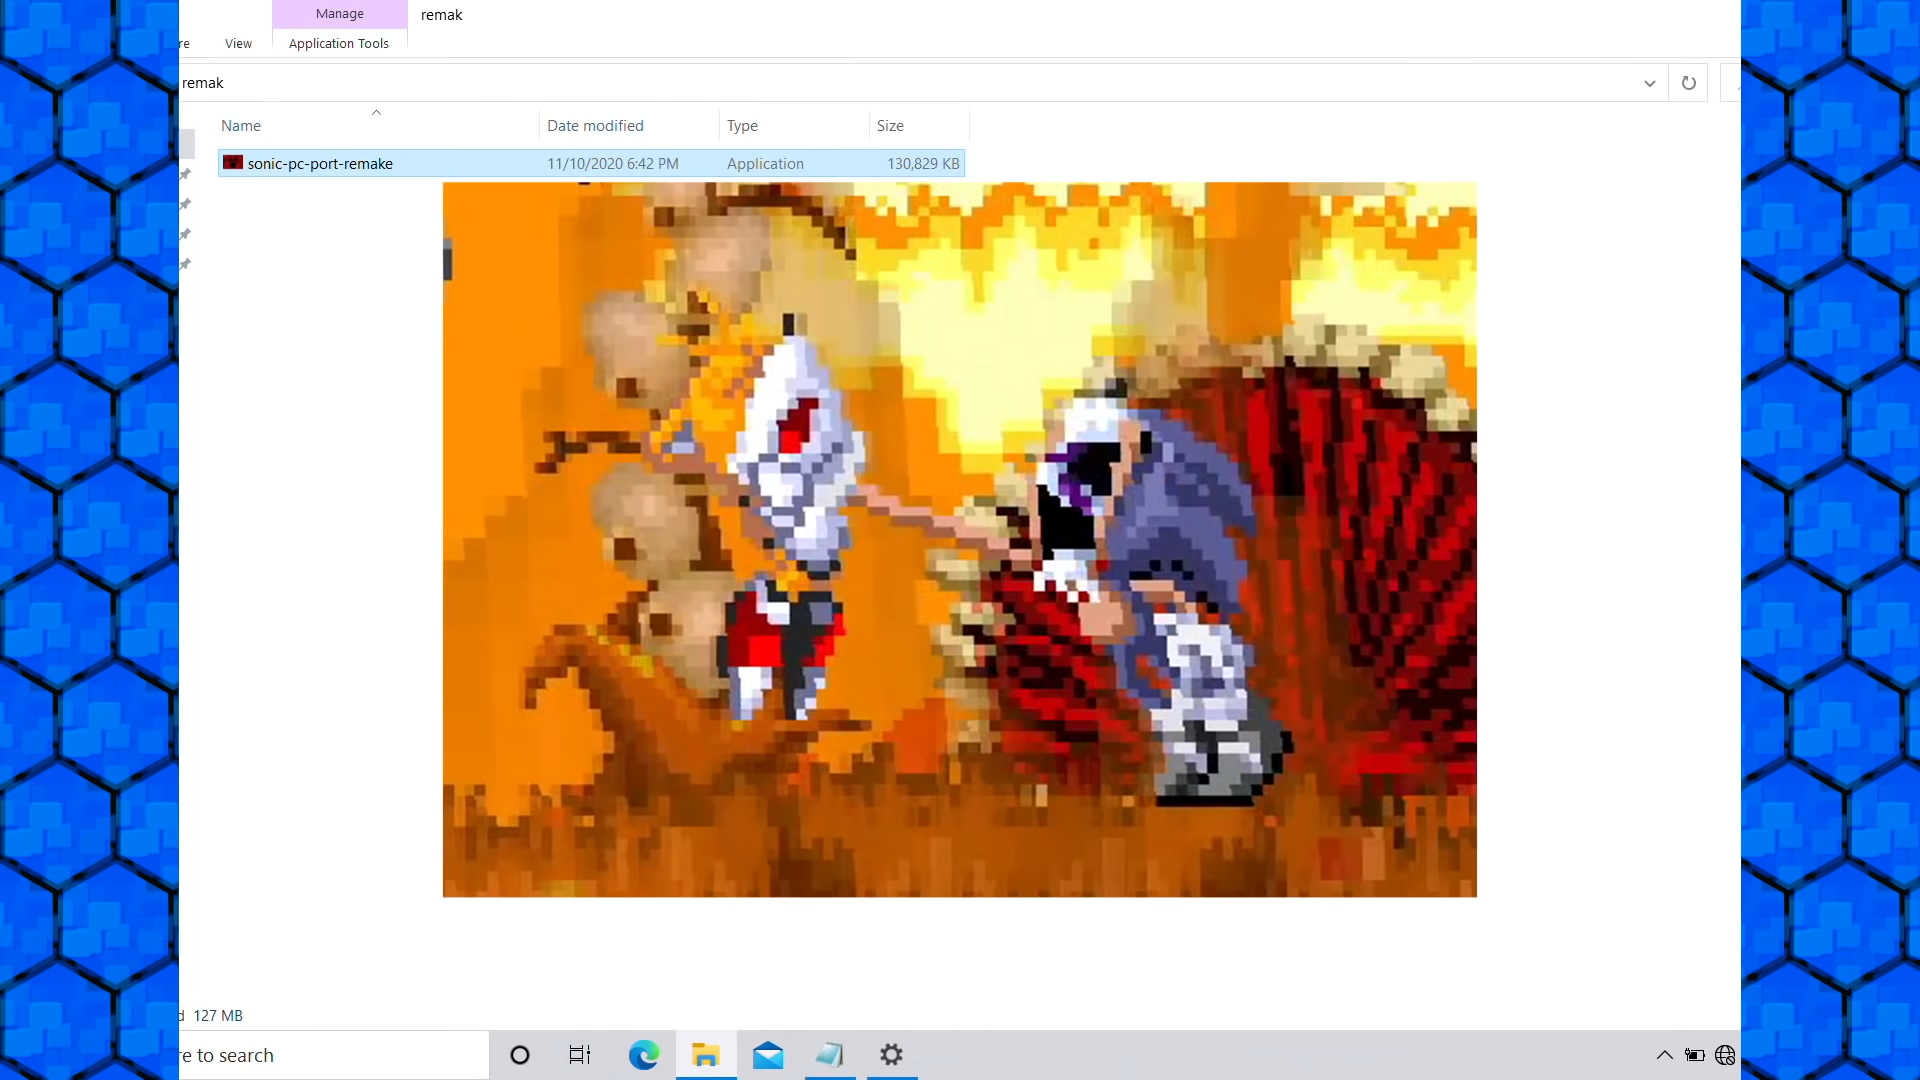 Manage
remak
re
View
Application Tools
remak
Name
Date modified
Type
Size
sonic-pc-port-remake
11/10/2020 6:42 PM
Application
130,829 KB
d 127 MB
re to search